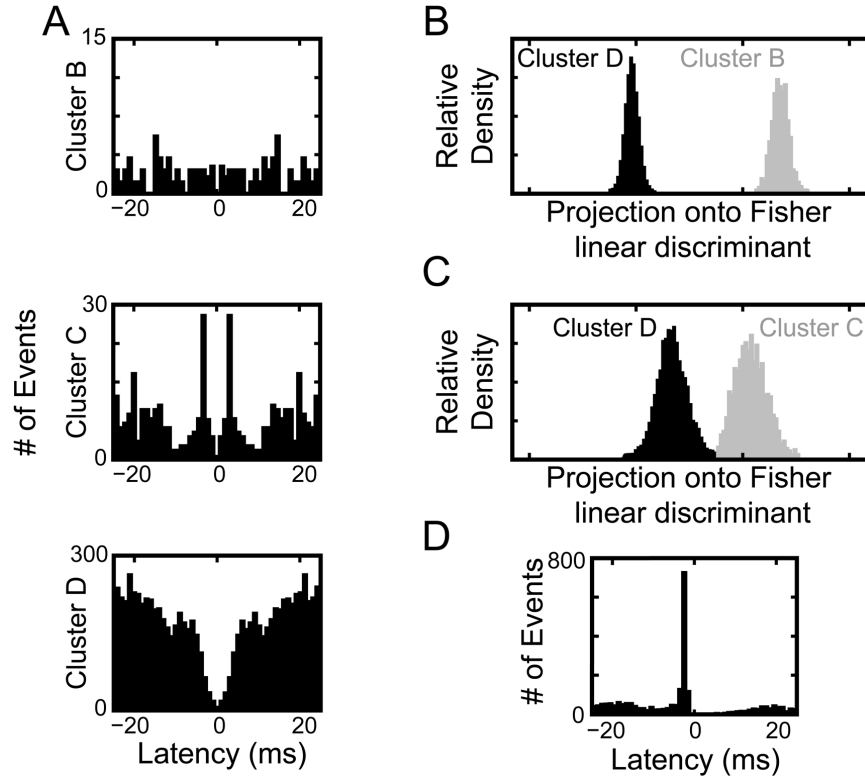 A
15
Cluster B
0
−20
0
20
# of Events
30
Cluster C
0
−20
0
20
300
Cluster D
0
−20
0
20
Latency (ms)
B
Cluster D
Cluster B
Relative
Density
Projection onto Fisher
linear discriminant
C
Cluster D
Cluster C
Relative
Density
Projection onto Fisher
linear discriminant
D
800
# of Events
0
−20
0
20
Latency (ms)